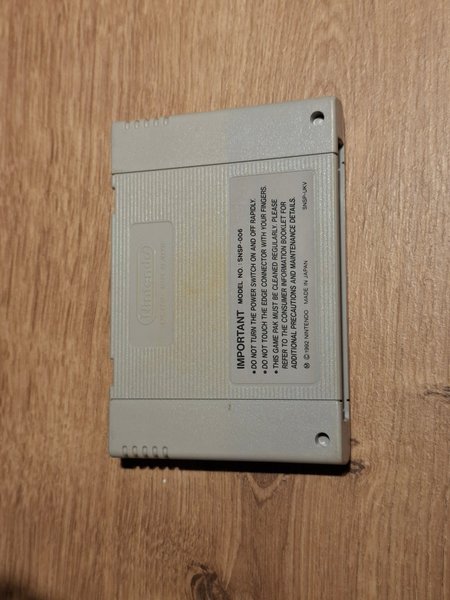 Nintendo
IMPORTANT MODEL NO. SNSP-006
• DO NOT TURN THE POWER SWITCH ON AND OFF RAPIDLY.
• DO NOT TOUCH THE EDGE CONNECTOR WITH YOUR FINGERS.
• THIS GAME PAK MUST BE CLEANED REGULARLY. PLEASE
REFER TO THE CONSUMER INFORMATION BOOKLET FOR
ADDITIONAL PRECAUTIONS AND MAINTENANCE DETAILS.
© 1992 NINTENDO MADE IN JAPAN SNSP-UKV